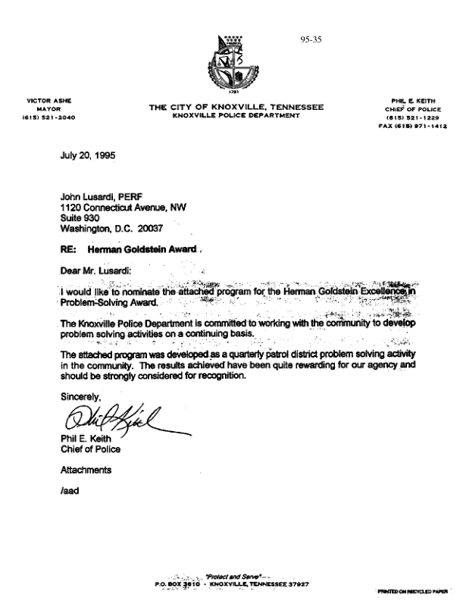 95-35
1791
VICTOR ASHE
MAYOR
(615) 521-2040
THE CITY OF KNOXVILLE, TENNESSEE
KNOXVILLE POLICE DEPARTMENT
PHIL E. KEITH
CHIEF OF POLICE
(615) 521-1229
FAX (615) 971-1412
July 20, 1995
John Lusardi, PERF
1120 Connecticut Avenue, NW
Suite 930
Washington, D.C. 20037
RE: Herman Goldstein Award
Dear Mr. Lusardi:
I would like to nominate the attached program for the Herman Goldstein Excellence in
Problem-Solving Award.
The Knoxville Police Department is committed to working with the community to develop
problem solving activities on a continuing basis.
The attached program was developed as a quarterly patrol district problem solving activity
in the community. The results achieved have been quite rewarding for our agency and
should be strongly considered for recognition.
Sincerely,
Phil E. Keith
Phil E. Keith
Chief of Police
Attachments
/aad
"Protect and Serve"
P.O. BOX 3610 - KNOXVILLE, TENNESSEE 37927
PRINTED ON RECYCLED PAPER